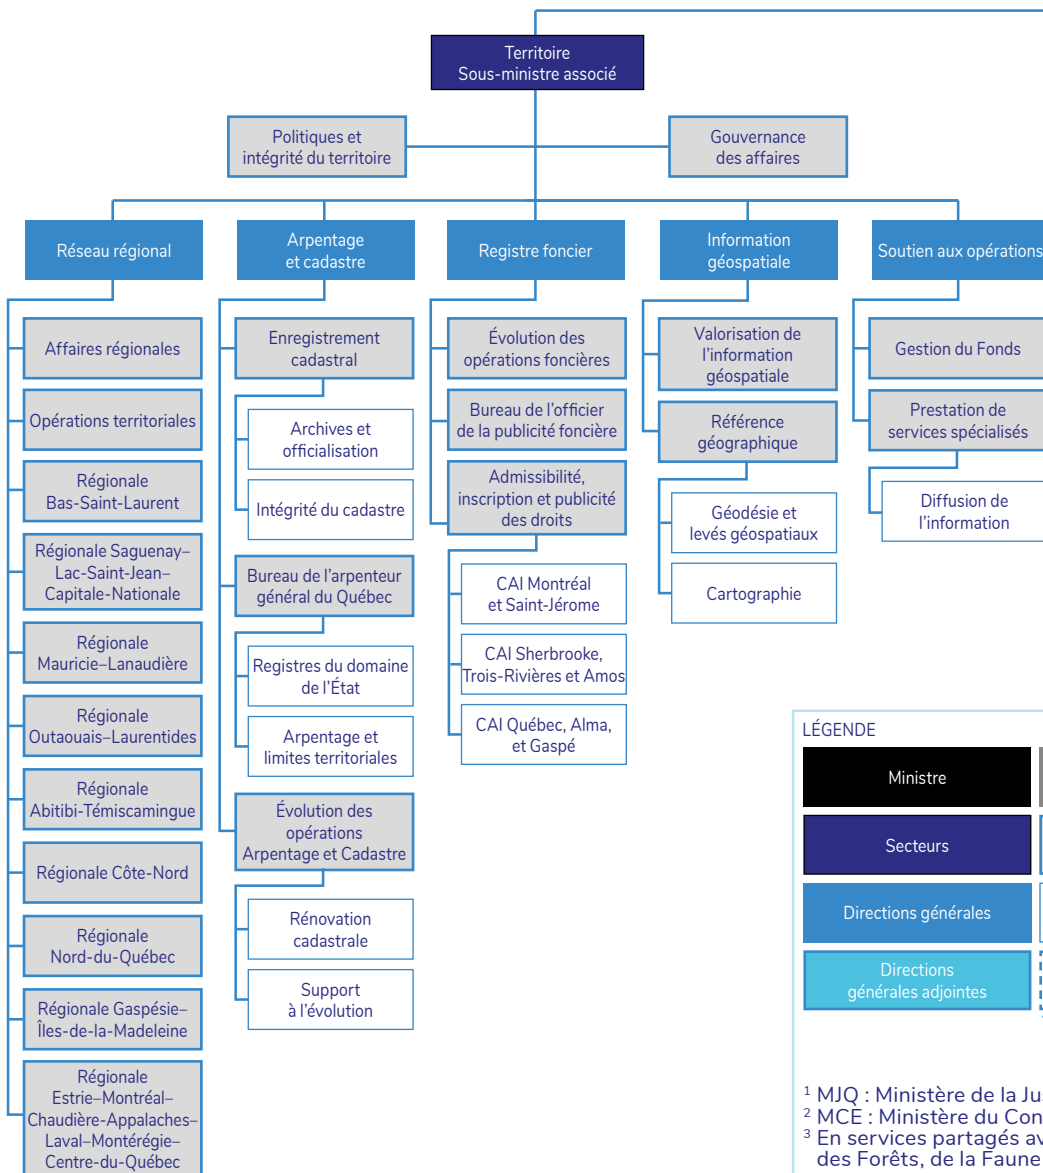 Territoire
Sous-ministre associé
Politiques et
intégrité du territoire
Gouvernance
des affaires
Réseau régional
Arpentage
et cadastre
Registre foncier
Information
géospatiale
Soutien aux opérations
Affaires régionales
Opérations territoriales
Régionale
Bas-Saint-Laurent
Régionale Saguenay–
Lac-Saint-Jean–
Capitale-Nationale
Régionale
Mauricie–Lanaudière
Régionale
Outaouais–Laurentides
Régionale
Abitibi-Témiscamingue
Régionale Côte-Nord
Régionale
Nord-du-Québec
Régionale Gaspésie–
Îles-de-la-Madeleine
Régionale
Estrie–Montréal–
Chaudière-Appalaches–
Laval–Montérégie–
Centre-du-Québec
Enregistrement
cadastral
Archives et
officialisation
Intégrité du cadastre
Bureau de l'arpenteur
général du Québec
Registres du domaine
de l'État
Arpentage et
limites territoriales
Évolution des
opérations
Arpentage et Cadastre
Rénovation
cadastrale
Support
à l'évolution
Évolution des
opérations foncières
Bureau de l'officier
de la publicité foncière
Admissibilité,
inscription et publicité
des droits
CAI Montréal
et Saint-Jérome
CAI Sherbrooke,
Trois-Rivières et Amos
CAI Québec, Alma,
et Gaspé
Valorisation de
l'information
géospatiale
Référence
géographique
Géodésie et
levés géospatiaux
Cartographie
Gestion du Fonds
Prestation de
services spécialisés
Diffusion de
l'information
LÉGENDE
Ministre
Secteurs
Directions générales
Directions
générales adjointes
¹ MJQ : Ministère de la Ju
² MCE : Ministère du Con
³ En services partagés av
des Forêts, de la Faune